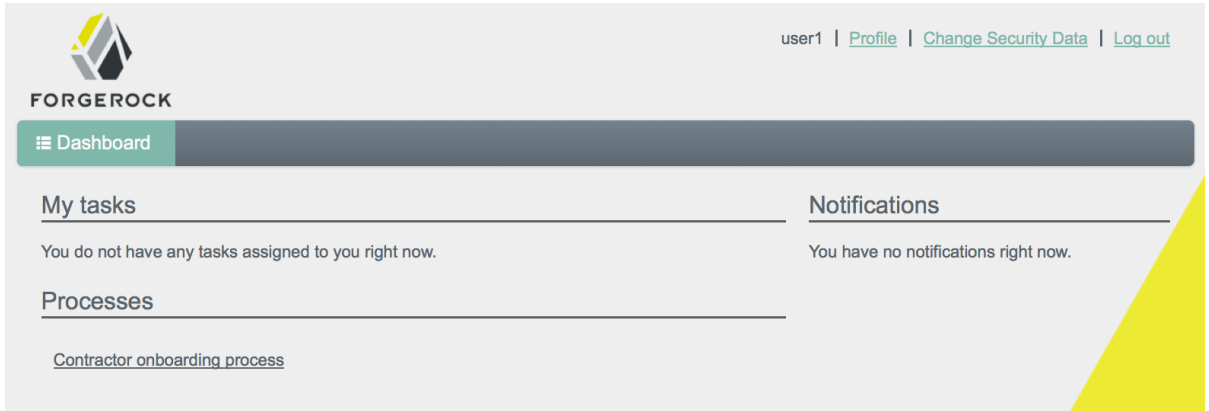 user1 | Profile | Change Security Data | Log out
FORGEROCK
Dashboard
My tasks
You do not have any tasks assigned to you right now.
Processes
Contractor onboarding process
Notifications
You have no notifications right now.